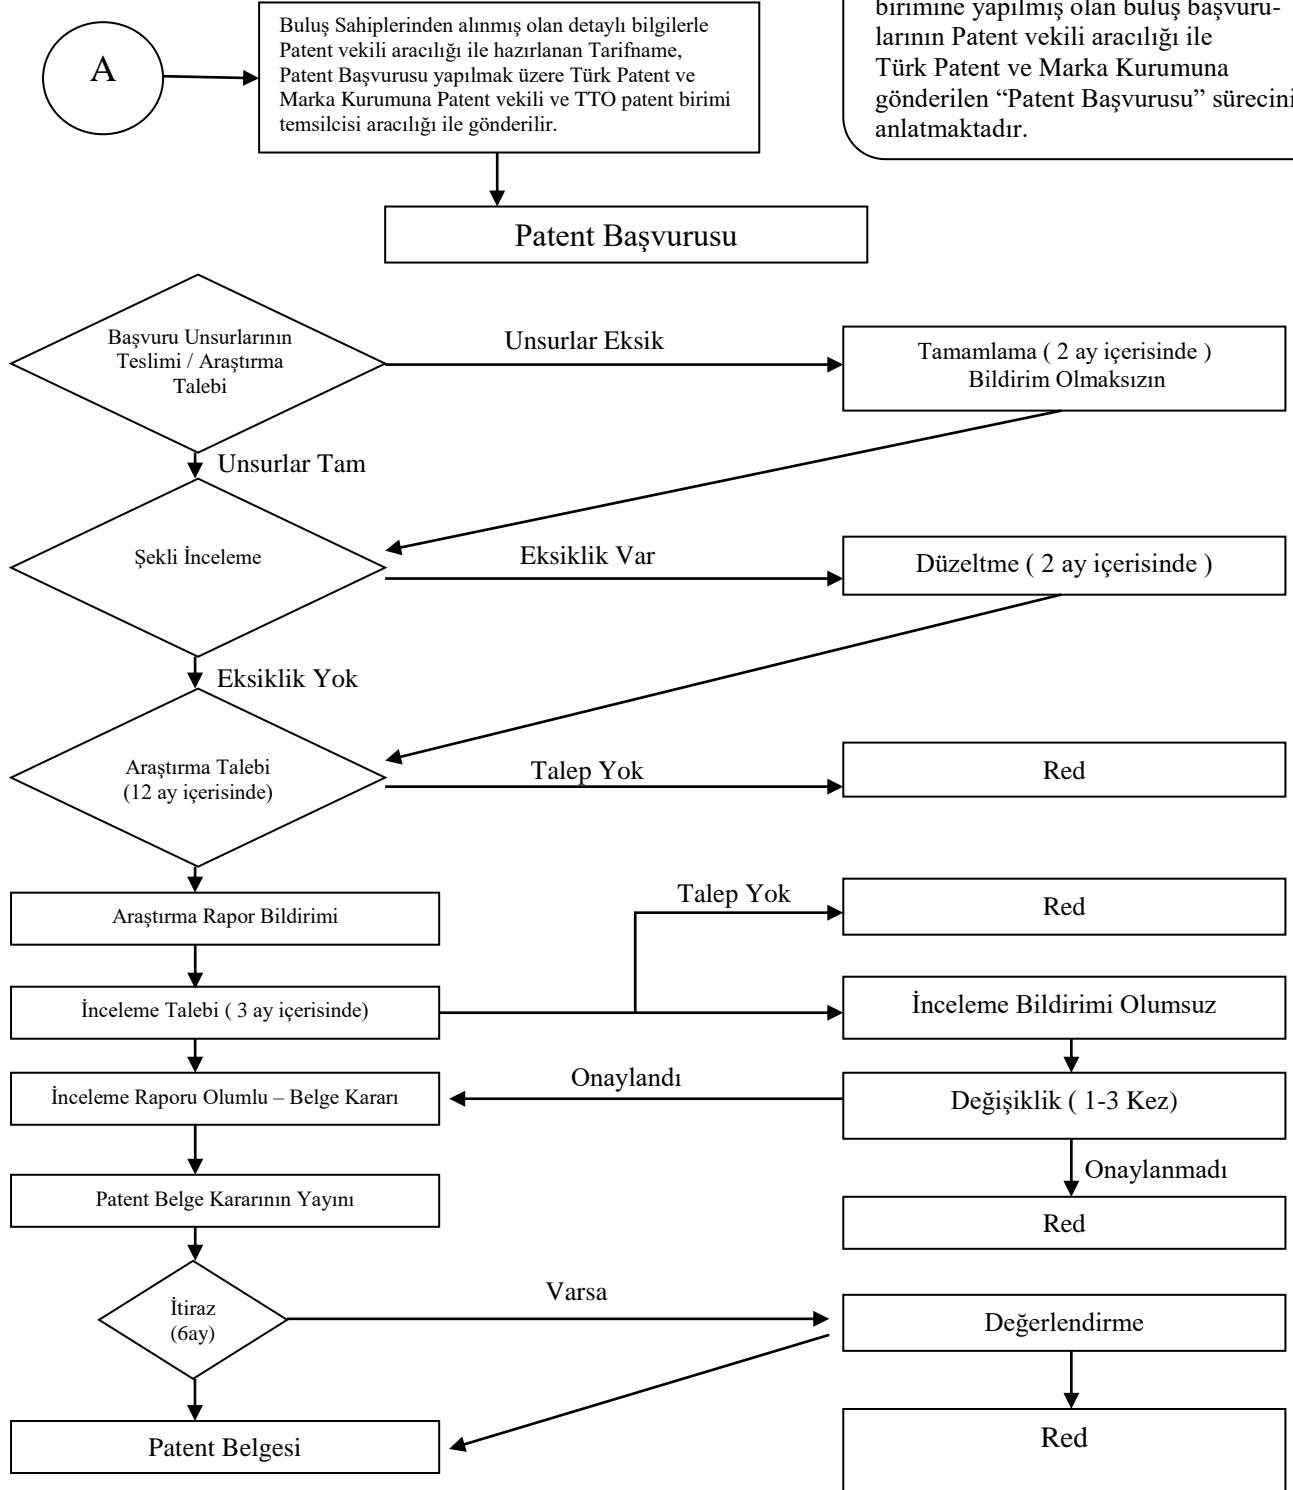 A
Buluş Sahiplerinden alınmış olan detaylı bilgilerle
Patent vekili aracılığı ile hazırlanan Tarifname,
Patent Başvurusu yapılmak üzere Türk Patent ve
Marka Kurumuna Patent vekili ve TTO patent birimi
temsilcisi aracılığı ile gönderilir.
birimine yapılmış olan buluş başvuru-
larının Patent vekili aracılığı ile
Türk Patent ve Marka Kurumuna
gönderilen “Patent Başvurusu” sürecini
anlatmaktadır.
Patent Başvurusu
Başvuru Unsurlarının
Teslimi / Araştırma
Talebi
Unsurlar Eksik
Tamamlama ( 2 ay içerisinde )
Bildirim Olmaksızın
Unsurlar Tam
Şekli İnceleme
Eksiklik Var
Düzeltme ( 2 ay içerisinde )
Eksiklik Yok
Araştırma Talebi
(12 ay içerisinde)
Talep Yok
Red
Araştırma Rapor Bildirimi
Talep Yok
Red
İnceleme Talebi ( 3 ay içerisinde)
İnceleme Bildirimi Olumsuz
İnceleme Raporu Olumlu – Belge Kararı
Onaylandı
Değişiklik ( 1-3 Kez)
Onaylanmadı
Patent Belge Kararının Yayını
Red
İtiraz
(6ay)
Varsa
Değerlendirme
Patent Belgesi
Red